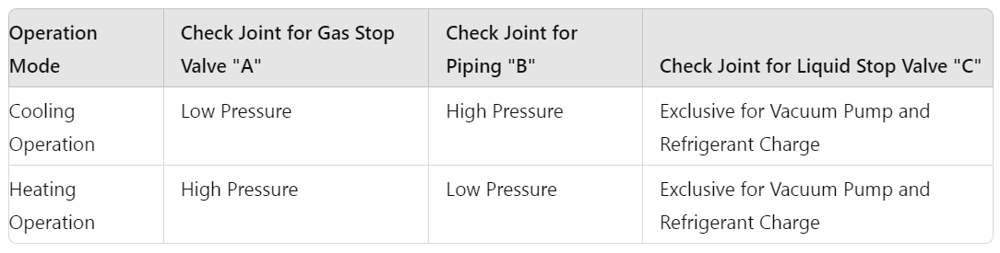 Operation Mode | Check Joint for Gas Stop Valve "A" | Check Joint for Piping "B" | Check Joint for Liquid Stop Valve "C"
Cooling Operation | Low Pressure | High Pressure | Exclusive for Vacuum Pump and Refrigerant Charge
Heating Operation | High Pressure | Low Pressure | Exclusive for Vacuum Pump and Refrigerant Charge